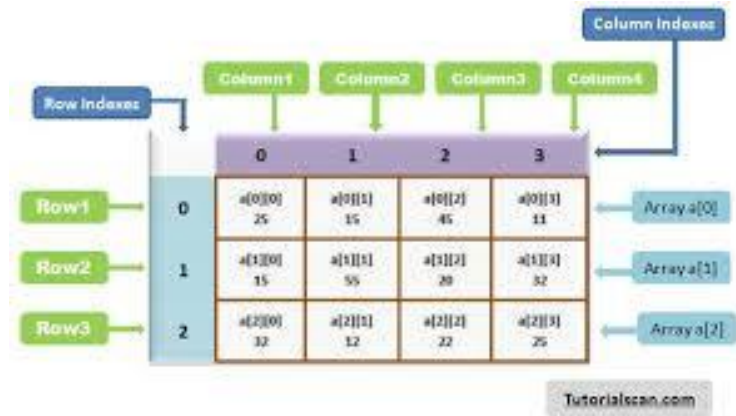 Column Indexes
Column1 Column2 Column3 Column4
Row Indexes
0 1 2 3
Row1 0 a[0][0] a[0][1] a[0][2] a[0][3] Array a[0]
25 15 45 11
Row2 1 a[1][0] a[1][1] a[1][2] a[1][3] Array a[1]
15 55 20 32
Row3 2 a[2][0] a[2][1] a[2][2] a[2][3] Array a[2]
32 12 22 25
Tutorialscan.com